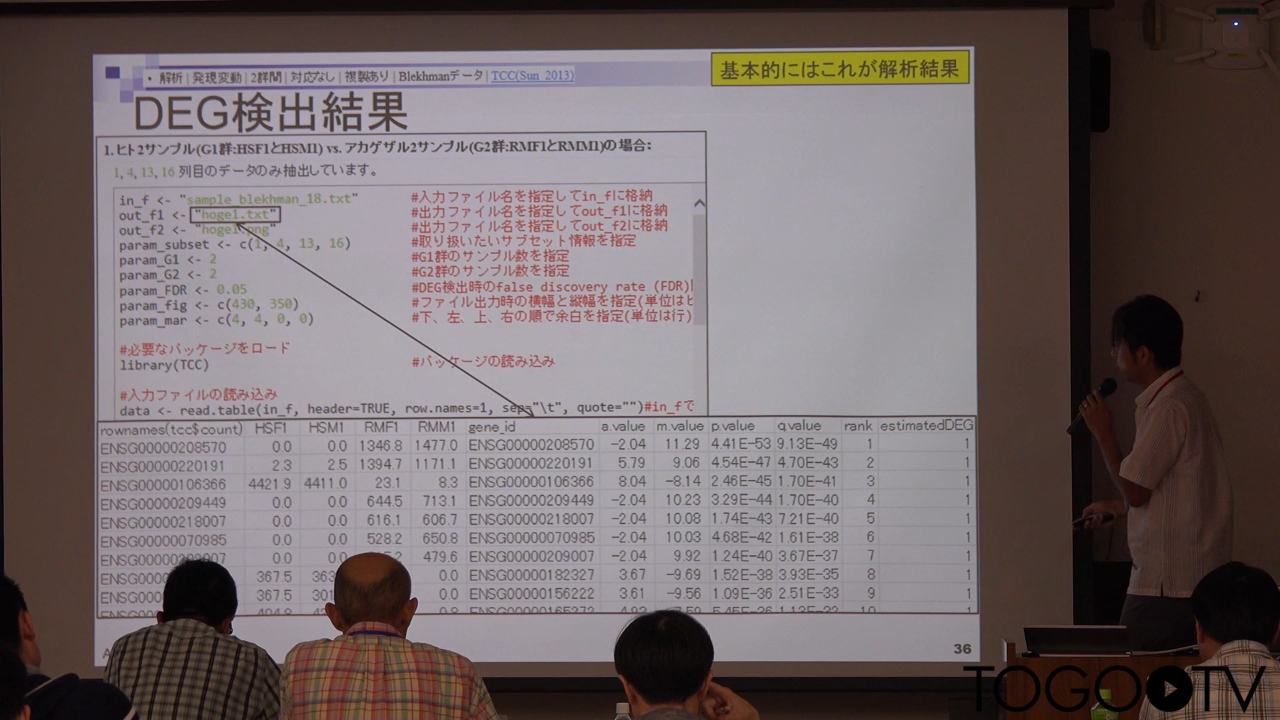 ・解析 | 発現変動 | 2群間 | 対応なし | 複製あり | Blekhmanデータ | TCC(Sun_2013)
基本的にはこれが解析結果
DEG検出結果
1. ヒト2サンプル(G1群:HSF1とHSM1) vs. アカゲザル2サンプル(G2群:RMF1とRMM1)の場合:
1, 4, 13, 16 列目のデータのみ抽出しています。
in_f <- "sample_blekhman_18.txt" #入力ファイル名を指定してin_fに格納
out_f1 <- "hoge1.txt" #出力ファイル名を指定してout_f1に格納
out_f2 <- "hoge1.png" #出力ファイル名を指定してout_f2に格納
param_subset <- c(1, 4, 13, 16) #取り扱いたいサブセット情報を指定
param_G1 <- 2 #G1群のサンプル数を指定
param_G2 <- 2 #G2群のサンプル数を指定
param_FDR <- 0.05 #DEG検出時のfalse discovery rate (FDR)
param_fig <- c(430, 350) #ファイル出力時の横幅と縦幅を指定(単位はピ
param_mar <- c(4, 4, 0, 0) #下、左、上、右の順で余白を指定(単位は行)
#必要なパッケージをロード
library(TCC) #パッケージの読み込み
#入力ファイルの読み込み
data <- read.table(in_f, header=TRUE, row.names=1, sep="\t", quote="")#in_fで
rownames(tcc$count) HSF1 HSM1 RMF1 RMM1 gene_id a.value m.value p.value q.value rank estimatedDEG
ENSG00000208570 0.0 0.0 1346.8 1477.0 ENSG00000208570 -2.04 11.29 4.41E-53 9.13E-49 1 1
ENSG00000220191 2.3 2.5 1394.7 1171.1 ENSG00000220191 5.79 9.06 4.54E-47 4.70E-43 2 1
ENSG00000106366 4421.9 4411.0 23.1 8.3 ENSG00000106366 8.04 -8.14 2.46E-45 1.70E-41 3 1
ENSG00000209449 0.0 0.0 644.5 713.1 ENSG00000209449 -2.04 10.23 3.29E-44 1.70E-40 4 1
ENSG00000218007 0.0 0.0 616.1 606.7 ENSG00000218007 -2.04 10.08 1.74E-43 7.21E-40 5 1
ENSG00000070985 0.0 0.0 528.2 650.8 ENSG00000070985 -2.04 10.03 4.68E-42 1.61E-38 6 1
0.0 0.0 479.6 ENSG00000209007 -2.04 9.92 1.24E-40 3.67E-37 7 1
367.5 0.0 ENSG00000182327 3.67 -9.69 1.52E-38 3.93E-35 8 1
367.5 0.0 ENSG00000156222 3.61 -9.56 1.09E-36 2.51E-33 9 1
36
TOGOTV